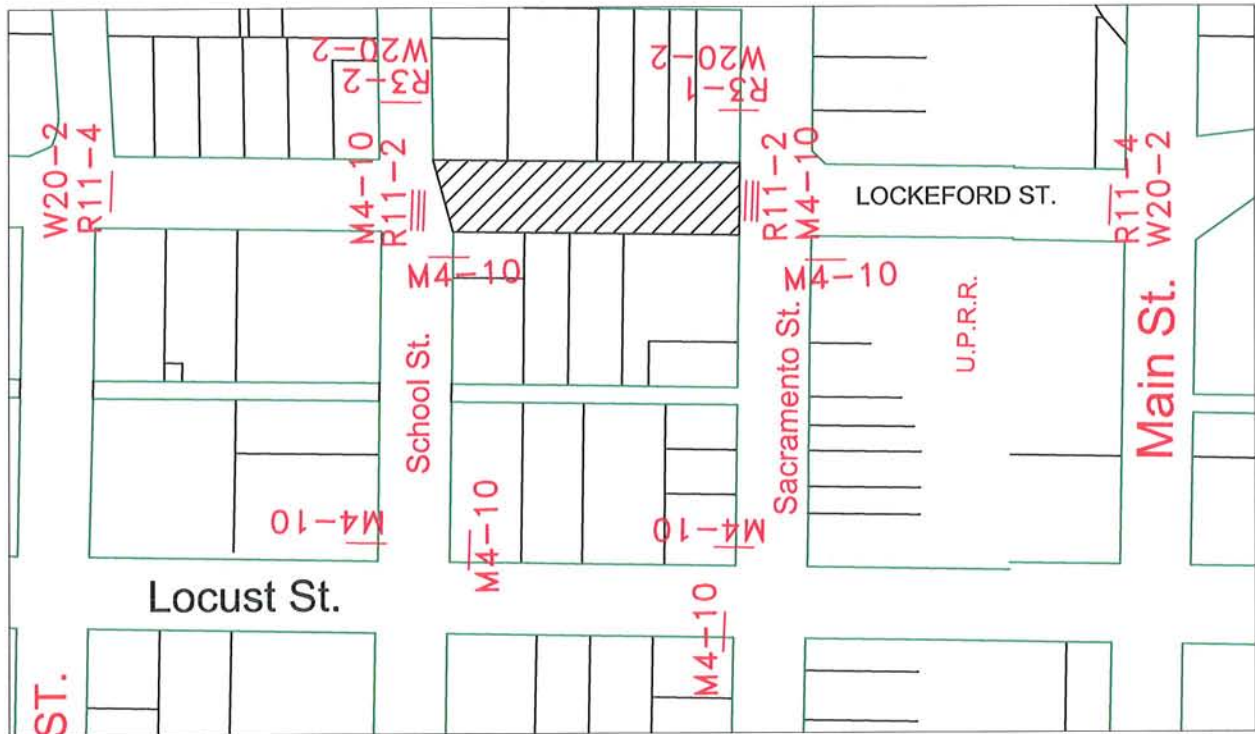 W20-2
R3-2
W20-2
R3-1
W20-2
R11-4
M4-10
R11-2
R11-2
M4-10
LOCKEFORD ST.
R11-4
W20-2
M4-10
M4-10
School St.
Sacramento St.
U.P.R.R.
Main St.
M4-10
M4-10
M4-10
Locust St.
M4-10
ST.